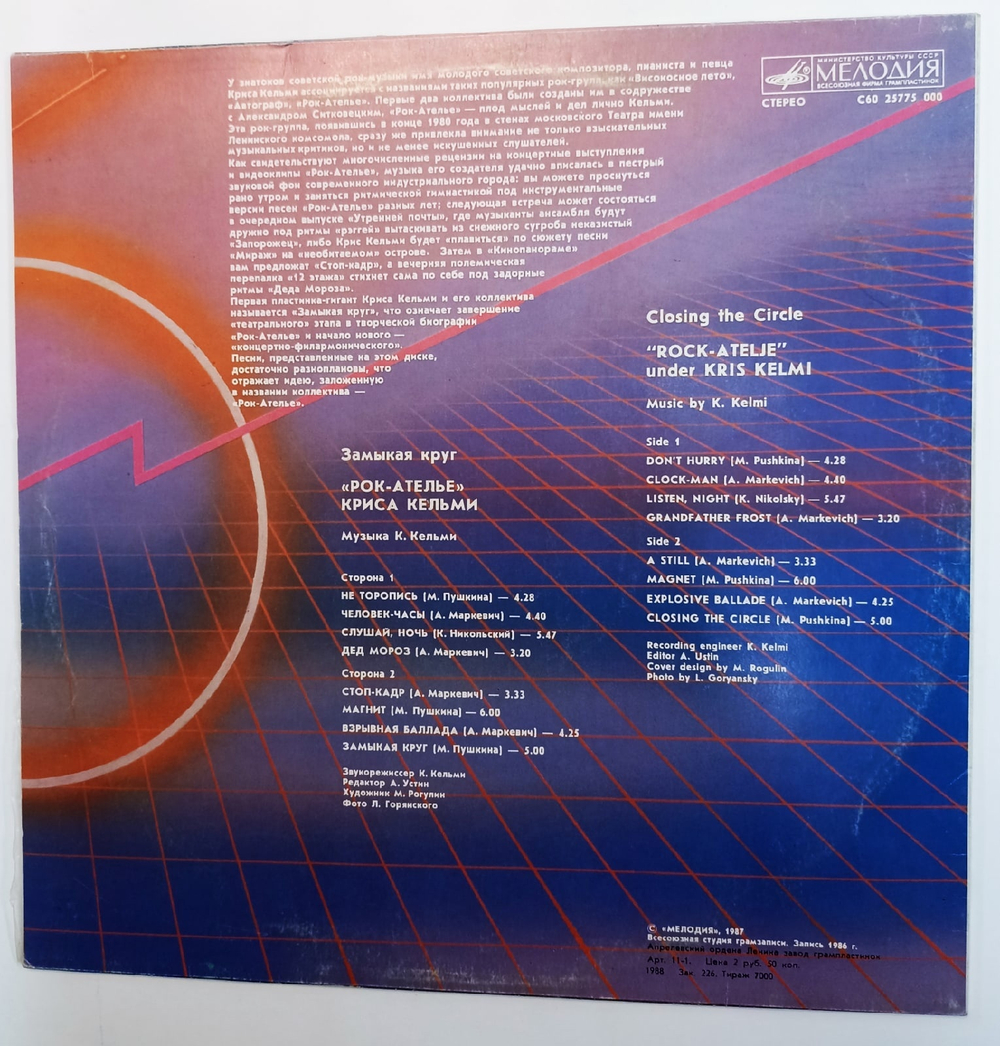 У знатоков советской рок-музыки имя молодого советского композитора, пианиста и певца
Криса Кельми ассоциируется с названиями таких популярных рок-групп, как «Високосное лето»,
«Автограф», «Рок-Ателье». Первые два коллектива были созданы им в содружестве
с Александром Ситковецким, «Рок-Ателье» — плод мыслей и дел лично Кельми.
Эта рок-группа, появившись в конце 1980 года в стенах московского Театра имени
Ленинского комсомола, сразу же привлекла внимание не только взыскательных
музыкальных критиков, но и не менее искушенных слушателей.
Как свидетельствуют многочисленные рецензии на концертные выступления
и видеоклипы «Рок-Ателье», музыка его создателя удачно вписалась в пестрый
звуковой фон современного индустриального города: вы можете проснуться
рано утром и заняться ритмической гимнастикой под инструментальные
версии песен «Рок-Ателье» разных лет; следующая встреча может состояться
в очередном выпуске «Утренней почты», где музыканты ансамбля будут
дружно под ритмы «рэггей» вытаскивать из снежного сугроба неказистый
«Запорожец», либо Крис Кельми будет «плавиться» по сюжету песни
«Мираж» на «необитаемом» острове. Затем в «Кинопанораме»
вам предложат «Стоп-кадр», а вечерняя полемическая
перепалка «12 этажа» стихнет сама по себе под задорные
ритмы «Деда Мороза».
Первая пластинка-гигант Криса Кельми и его коллектива
называется «Замыкая круг», что означает завершение
«театрального» этапа в творческой биографии
«Рок-Ателье» и начало нового —
«концертно-филармонического».
Песни, представленные на этом диске,
достаточно разноплановы, что
отражает идею, заложенную
в названии коллектива —
«Рок-Ателье».
МИНИСТЕРСТВО КУЛЬТУРЫ СССР
МЕЛОДИЯ
ВСЕСОЮЗНАЯ ФИРМА ГРАМПЛАСТИНОК
СТЕРЕО С60 25775 000
Замыкая круг
«РОК-АТЕЛЬЕ»
КРИСА КЕЛЬМИ
Музыка К. Кельми
Сторона 1
НЕ ТОРОПИСЬ (М. Пушкина) — 4.28
ЧЕЛОВЕК-ЧАСЫ (А. Маркевич) — 4.40
СЛУШАЙ, НОЧЬ (К. Никольский) — 5.47
ДЕД МОРОЗ (А. Маркевич) — 3.20
Сторона 2
СТОП-КАДР (А. Маркевич) — 3.33
МАГНИТ (М. Пушкина) — 6.00
ВЗРЫВНАЯ БАЛЛАДА (А. Маркевич) — 4.25
ЗАМЫКАЯ КРУГ (М. Пушкина) — 5.00
Звукорежиссер К. Кельми
Редактор А. Устин
Художник М. Рогулин
Фото Л. Горянского
Closing the Circle
“ROCK-ATELJE”
under KRIS KELMI
Music by K. Kelmi
Side 1
DON'T HURRY (M. Pushkina) — 4.28
CLOCK-MAN (A. Markevich) — 4.40
LISTEN, NIGHT (K. Nikolsky) — 5.47
GRANDFATHER FROST (A. Markevich) — 3.20
Side 2
A STILL (A. Markevich) — 3.33
MAGNET (M. Pushkina) — 6.00
EXPLOSIVE BALLADE (A. Markevich) — 4.25
CLOSING THE CIRCLE (M. Pushkina) — 5.00
Recording engineer K. Kelmi
Editor A. Ustin
Cover design by M. Rogulin
Photo by L. Goryansky
© «МЕЛОДИЯ», 1987
Всесоюзная студия грамзаписи. Запись 1986 г.
Апрелевский ордена Ленина завод грампластинок
Арт. 11-1. Цена 2 руб. 50 коп.
1988 Зак. 226, Тираж 7000